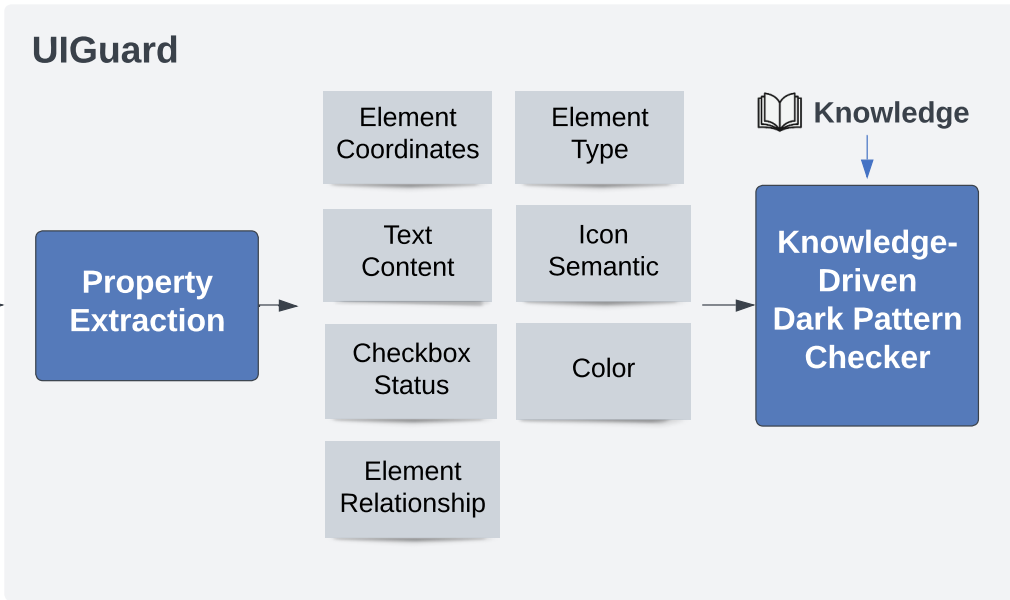 UIGuard
Property
Extraction
Element
Coordinates
Element
Type
Text
Content
Icon
Semantic
Checkbox
Status
Color
Element
Relationship
Knowledge
Knowledge-
Driven
Dark Pattern
Checker